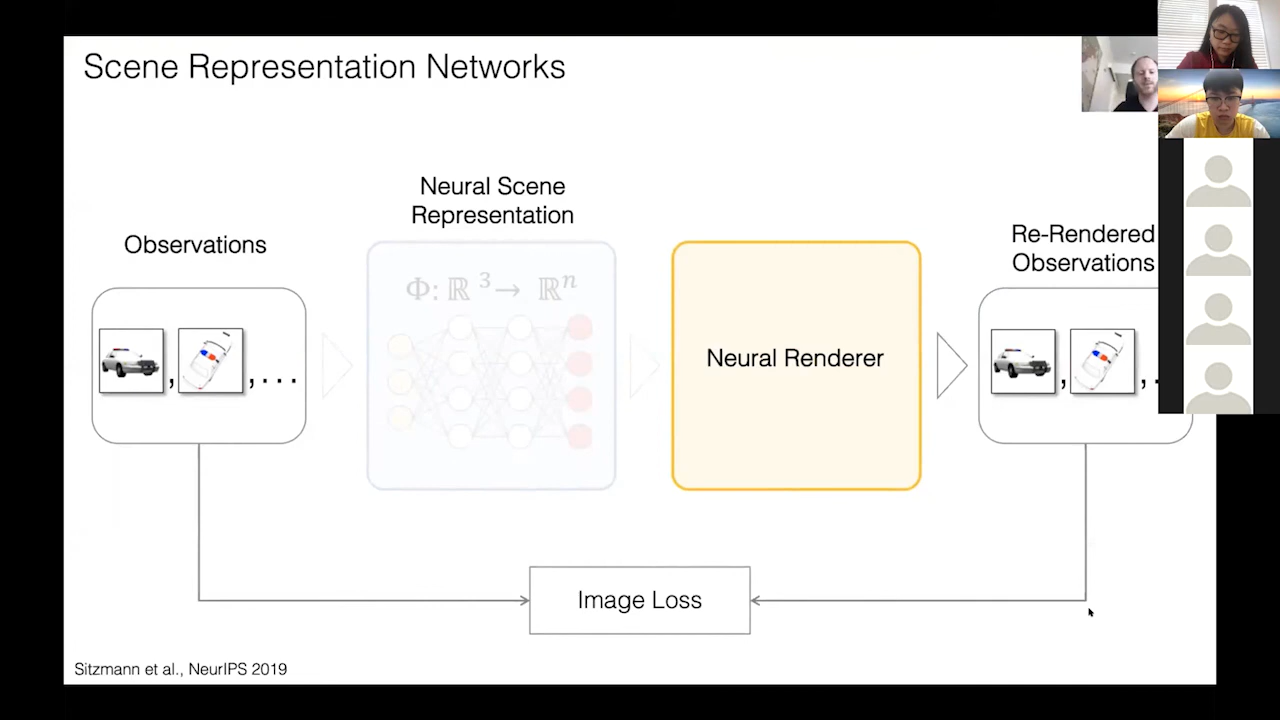 Scene Representation Networks
Neural Scene
Representation
Observations
Φ: ℝ³→ ℝⁿ
, , ...
Neural Renderer
Re-Rendered
Observations
, , .
Image Loss
Sitzmann et al., NeurIPS 2019